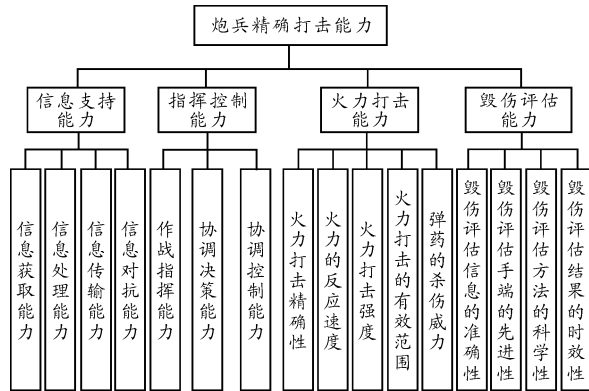 炮兵精确打击能力
信息支持
能力
指挥控制
能力
火力打击
能力
毁伤评估
能力
信息获取能力
信息处理能力
信息传输能力
信息对抗能力
作战指挥能力
协调决策能力
协调控制能力
火力打击精确性
火力的反应速度
火力打击强度
火力打击的有效范围
弹药的杀伤威力
毁伤评估信息的准确性
毁伤评估手端的先进性
毁伤评估方法的科学性
毁伤评估结果的时效性